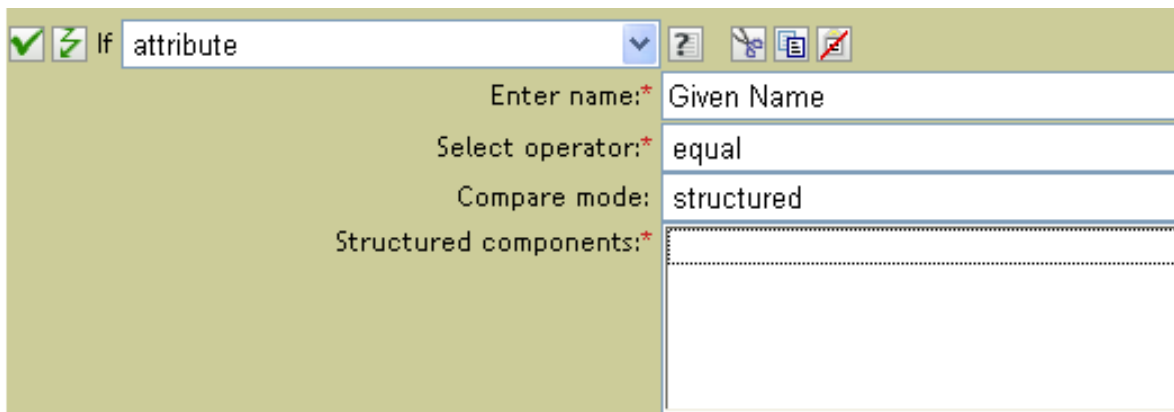 If attribute
Enter name:* Given Name
Select operator:* equal
Compare mode: structured
Structured components:*